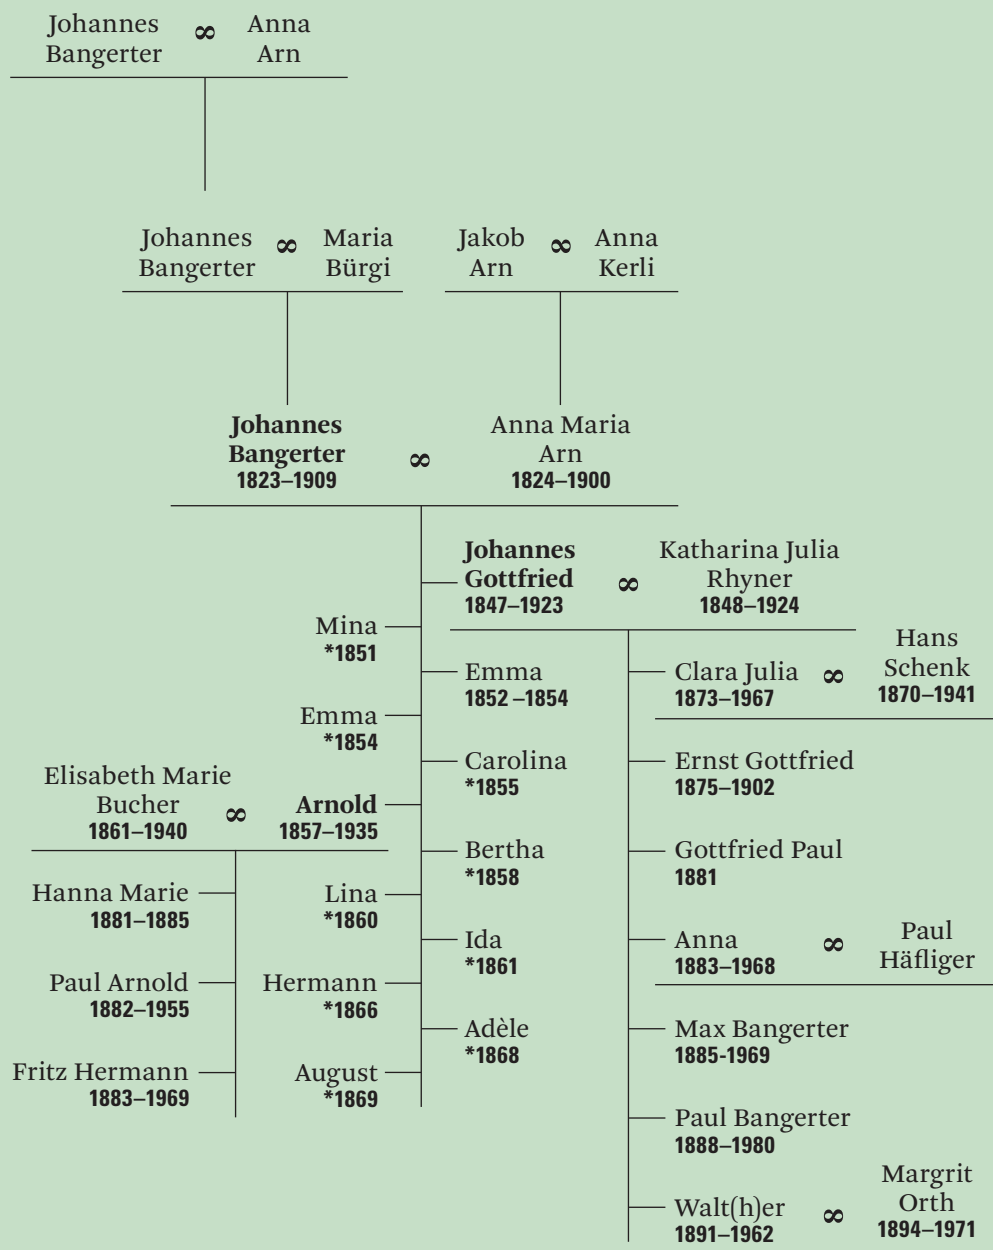 Johannes
Bangerter
∞
Anna
Arn
Johannes
Bangerter
∞
Maria
Bürgi
Jakob
Arn
∞
Anna
Kerli
Johannes
Bangerter
1823–1909
∞
Anna Maria
Arn
1824–1900
Johannes
Gottfried
1847–1923
∞
Katharina Julia
Rhyner
1848–1924
Mina
*1851
Emma
1852 –1854
Emma
*1854
Carolina
*1855
Elisabeth Marie
Bucher
1861–1940
∞
Arnold
1857–1935
Bertha
*1858
Lina
*1860
Ida
*1861
Hermann
*1866
Adèle
*1868
August
*1869
Hanna Marie
1881–1885
Paul Arnold
1882–1955
Fritz Hermann
1883–1969
Clara Julia
1873–1967
∞
Hans
Schenk
1870–1941
Ernst Gottfried
1875–1902
Gottfried Paul
1881
Anna
1883–1968
∞
Paul
Häfliger
Max Bangerter
1885-1969
Paul Bangerter
1888–1980
Walt(h)er
1891–1962
∞
Margrit
Orth
1894–1971